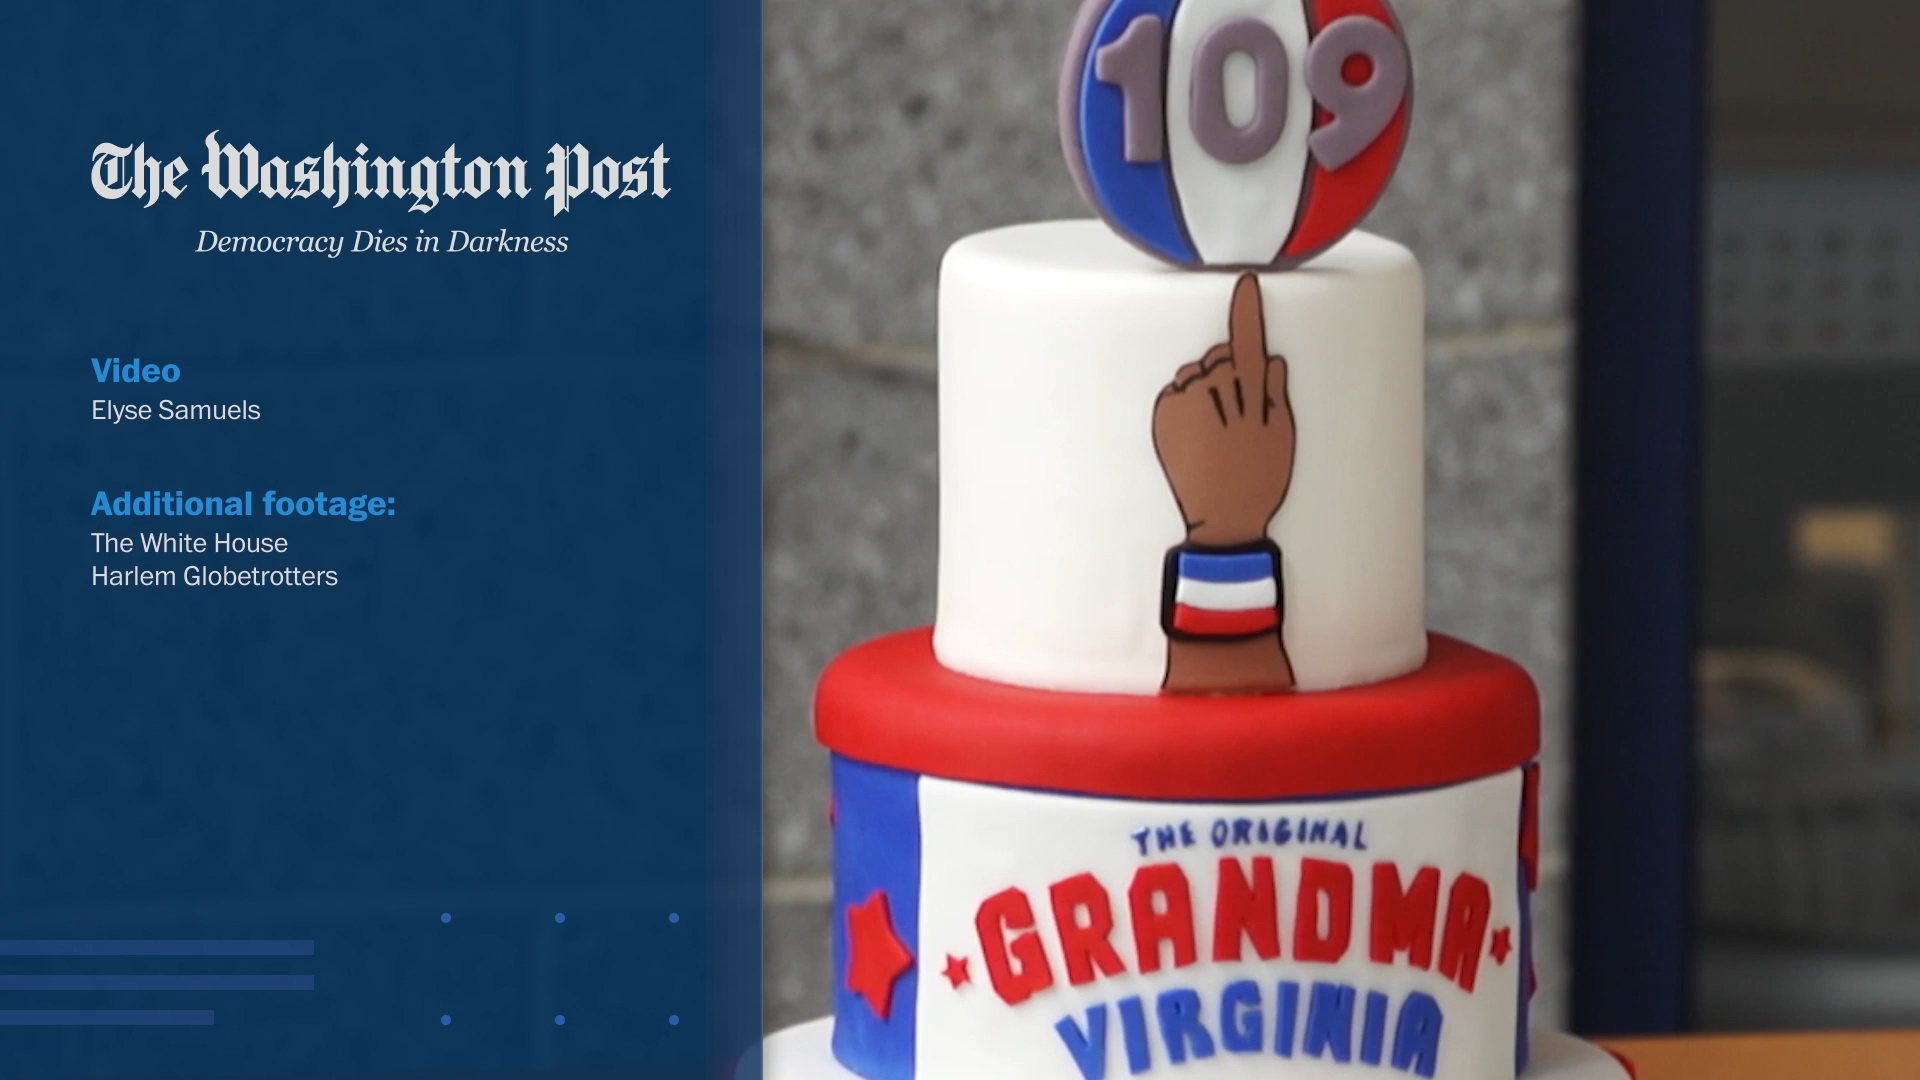 The Washington Post
Democracy Dies in Darkness
Video
Elyse Samuels
Additional footage:
The White House
Harlem Globetrotters
109
THE ORIGINAL
GRANDMA
VIRGINIA